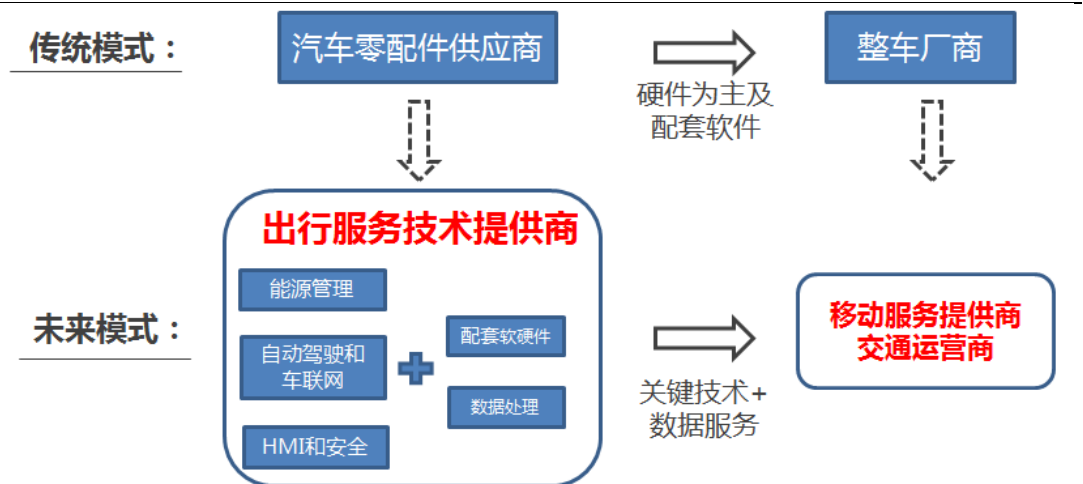 传统模式：
汽车零配件供应商
硬件为主及
配套软件
整车厂商
未来模式：
出行服务技术提供商
能源管理
自动驾驶和
车联网
HMI和安全
配套软硬件
数据处理
关键技术+
数据服务
移动服务提供商
交通运营商